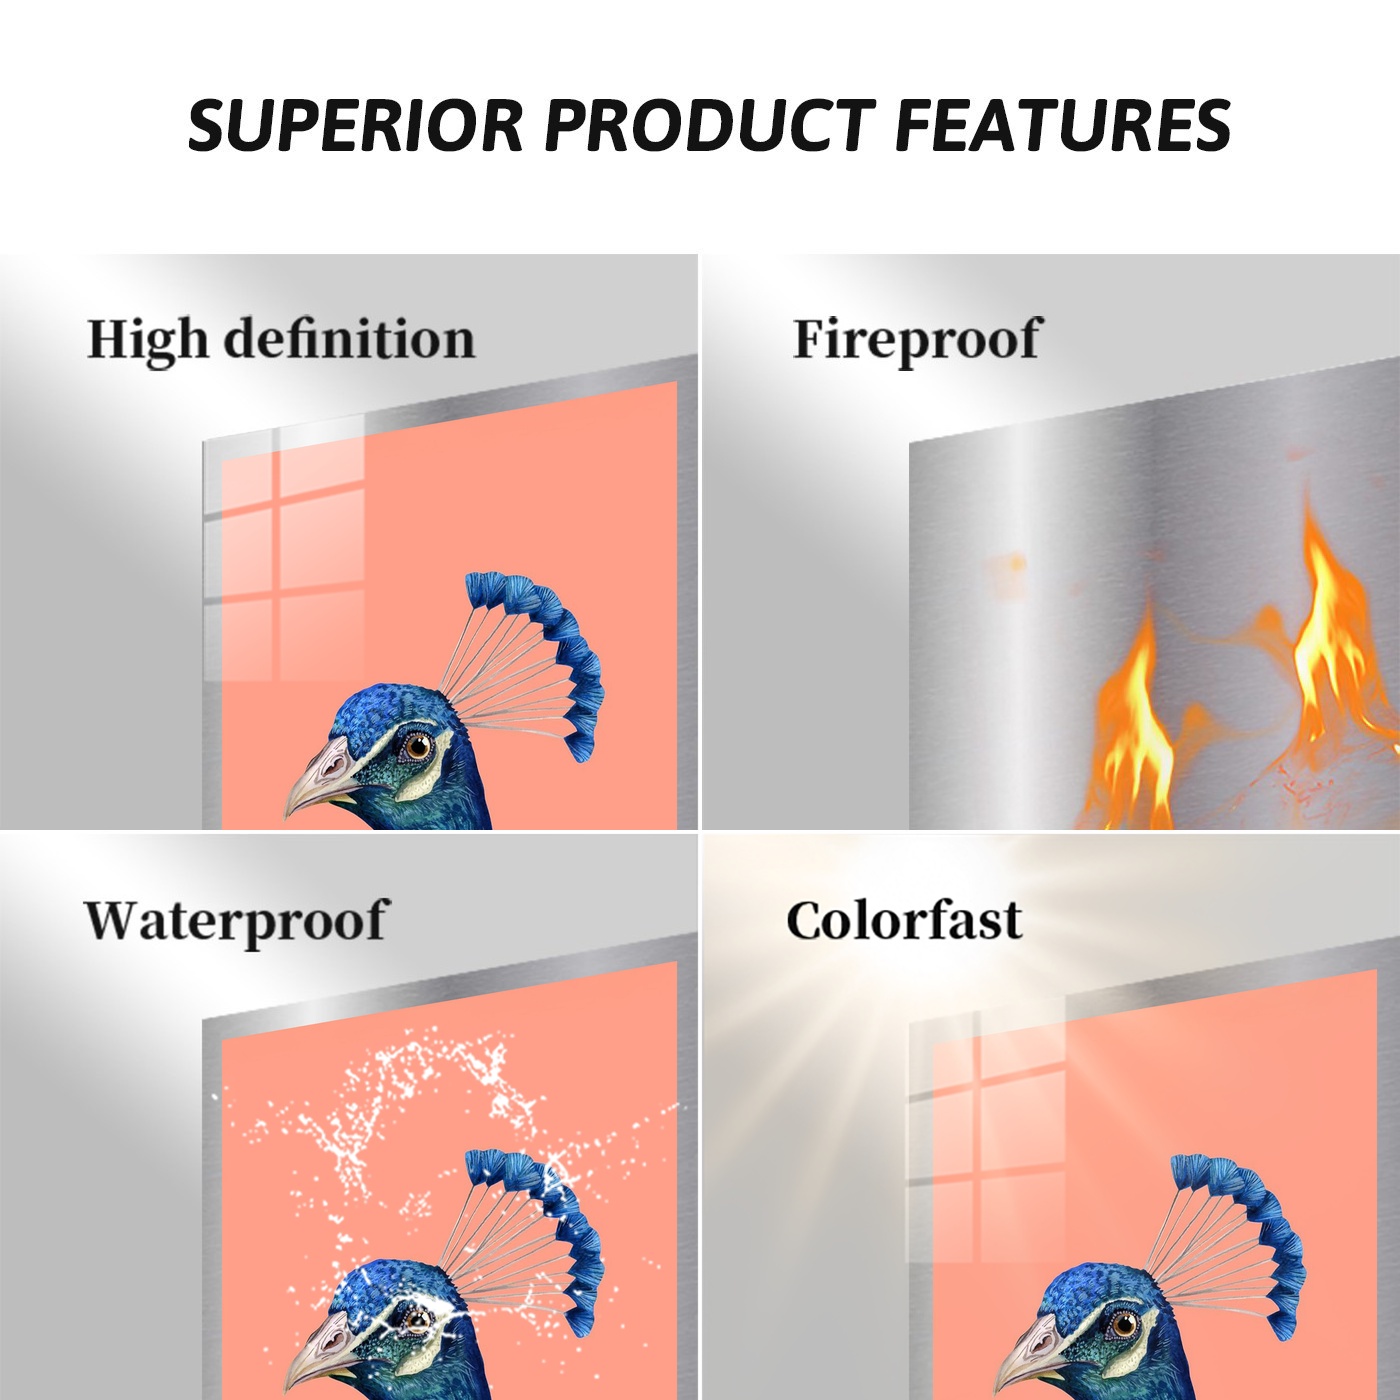 SUPERIOR PRODUCT FEATURES
High definition
Fireproof
Waterproof
Colorfast